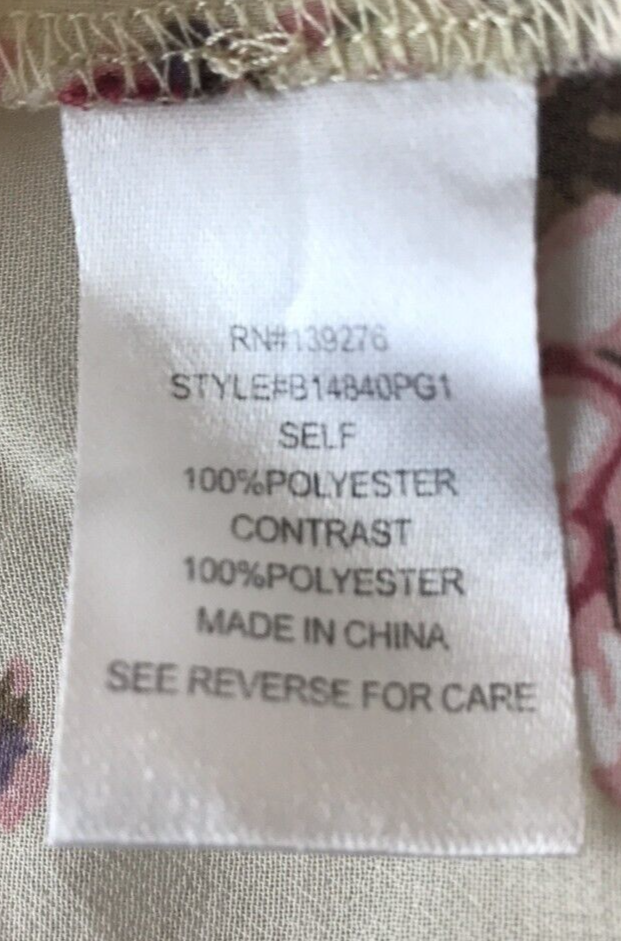 RN#139276
STYLE#B14840PG1
SELF
100%POLYESTER
CONTRAST
100%POLYESTER
MADE IN CHINA
SEE REVERSE FOR CARE